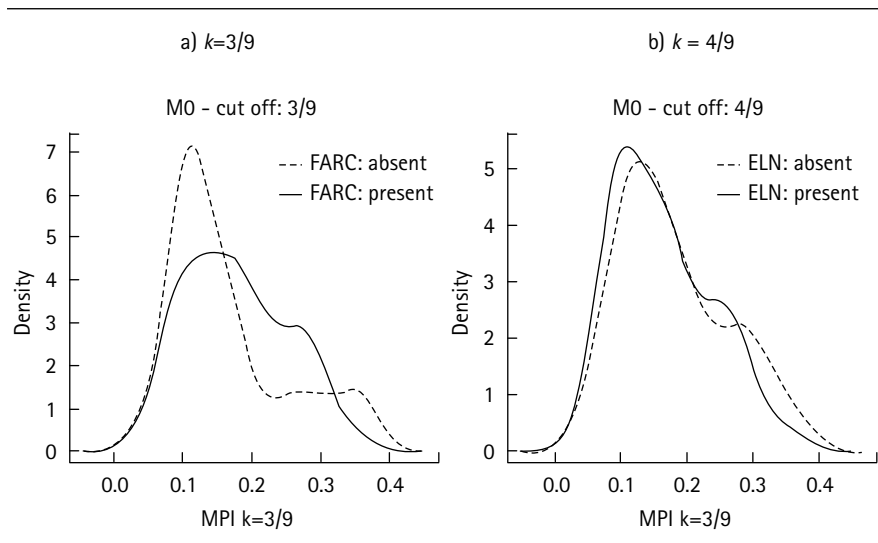 a) k=3/9
M0 - cut off: 3/9
FARC: absent
FARC: present
Density
7
6
5
4
3
2
1
0
0.0 0.1 0.2 0.3 0.4
MPI k=3/9
b) k = 4/9
M0 - cut off: 4/9
ELN: absent
ELN: present
Density
5
4
3
2
1
0
0.0 0.1 0.2 0.3 0.4
MPI k=3/9